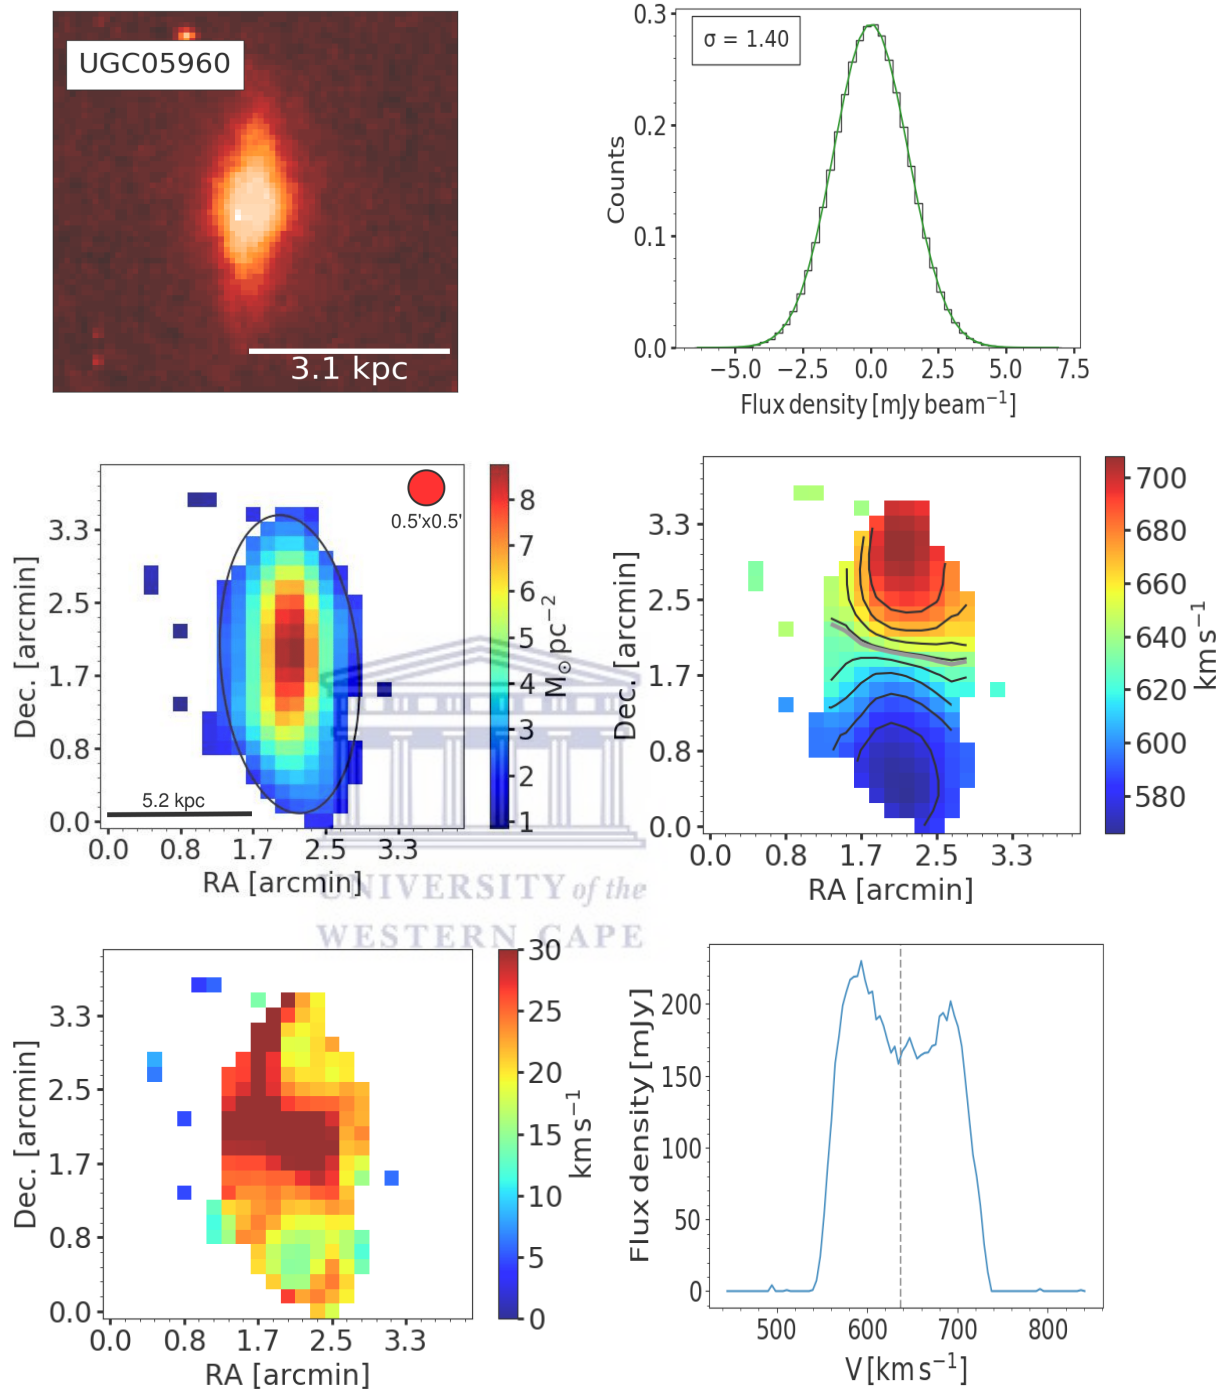 UGC05960
3.1 kpc
σ = 1.40
0.3
0.2
0.1
0.0
Counts
−5.0 −2.5 0.0 2.5 5.0 7.5
Flux density [mJy beam⁻¹]
0.5'x0.5'
3.3
2.5
1.7
0.8
0.0
Dec. [arcmin]
5.2 kpc
0.0 0.8 1.7 2.5 3.3
RA [arcmin]
8
7
6
5
4
3
2
1
M⊙ pc⁻²
3.3
2.5
1.7
0.8
0.0
Dec. [arcmin]
0.0 0.8 1.7 2.5 3.3
RA [arcmin]
700
680
660
640
620
600
580
km s⁻¹
UNIVERSITY of the
WESTERN CAPE
3.3
2.5
1.7
0.8
0.0
Dec. [arcmin]
0.0 0.8 1.7 2.5 3.3
RA [arcmin]
30
25
20
15
10
5
0
km s⁻¹
200
150
100
50
0
Flux density [mJy]
500 600 700 800
V [km s⁻¹]